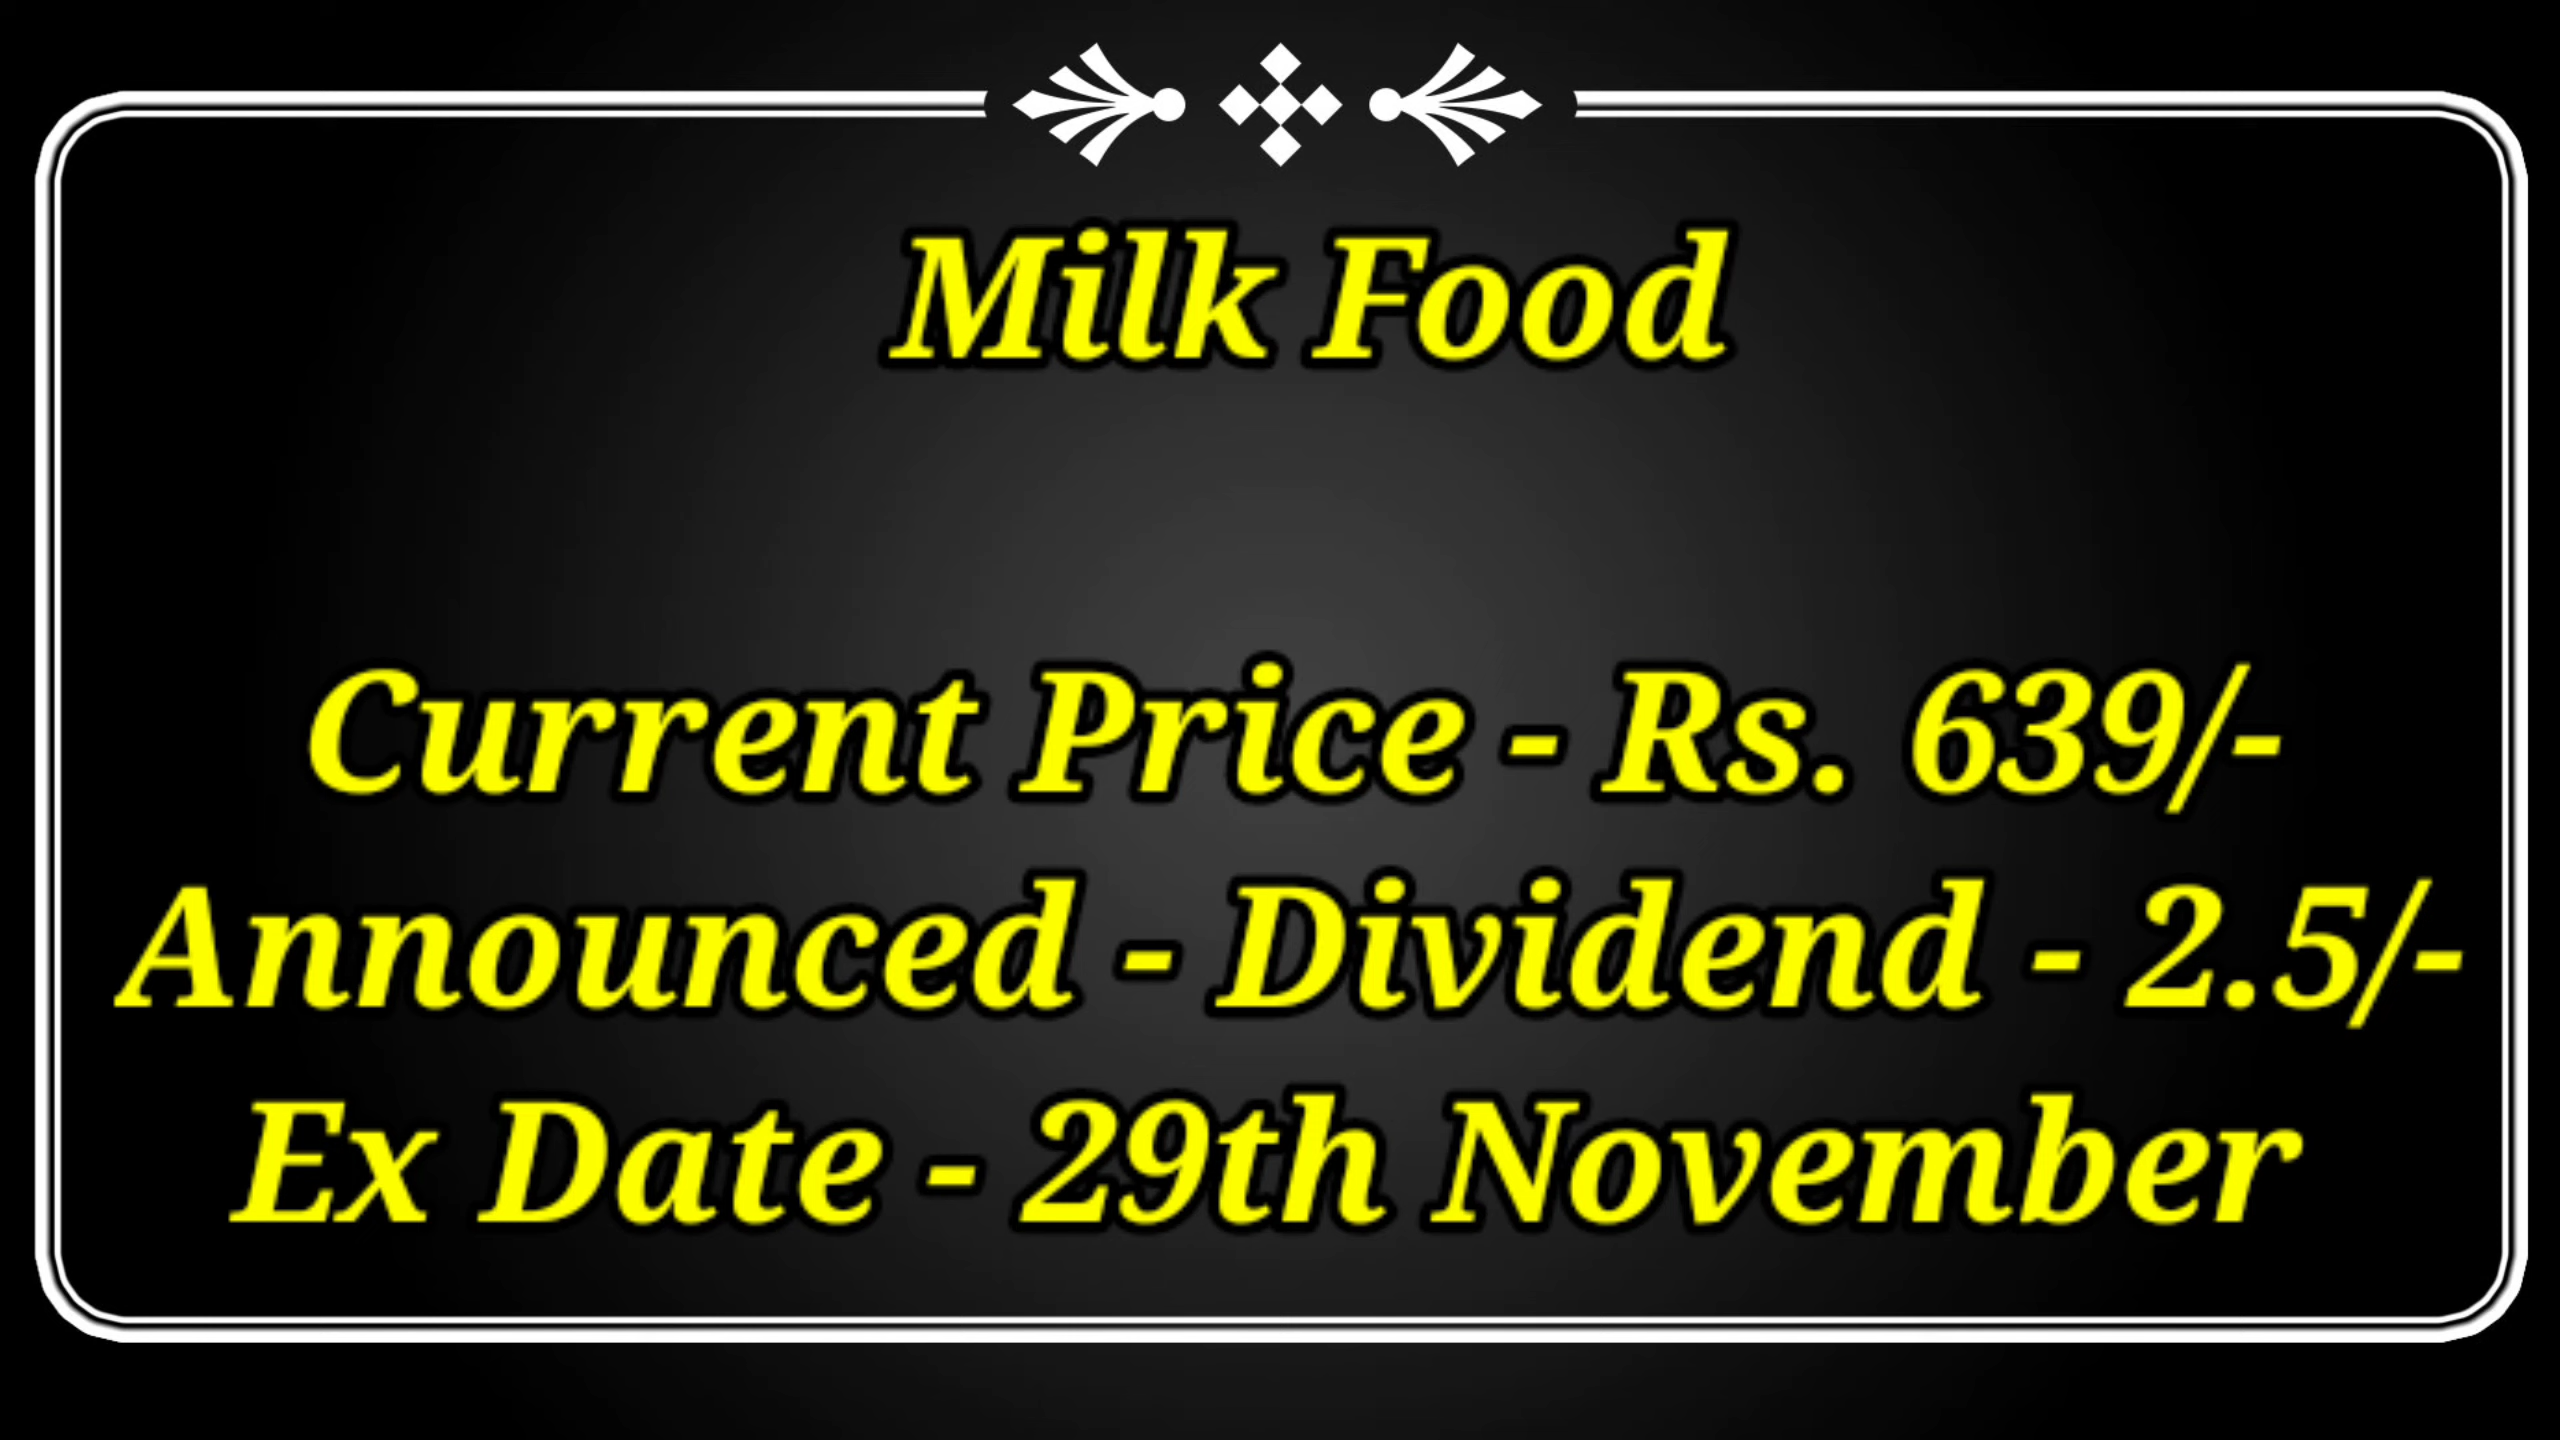 Milk Food
Current Price - Rs. 639/-
Announced - Dividend - 2.5/-
Ex Date - 29th November